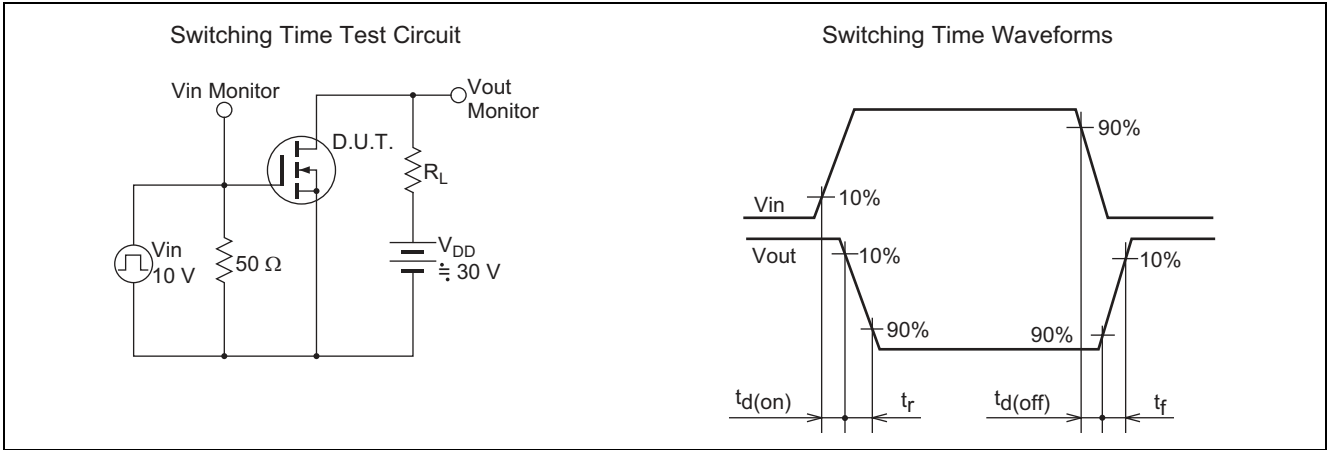 Switching Time Test Circuit
Vin Monitor
Vout
Monitor
D.U.T.
RL
Vin
10 V
50 Ω
VDD
≒ 30 V
Switching Time Waveforms
Vin
10%
90%
Vout
10%
90%
90%
10%
td(on)
tr
td(off)
tf